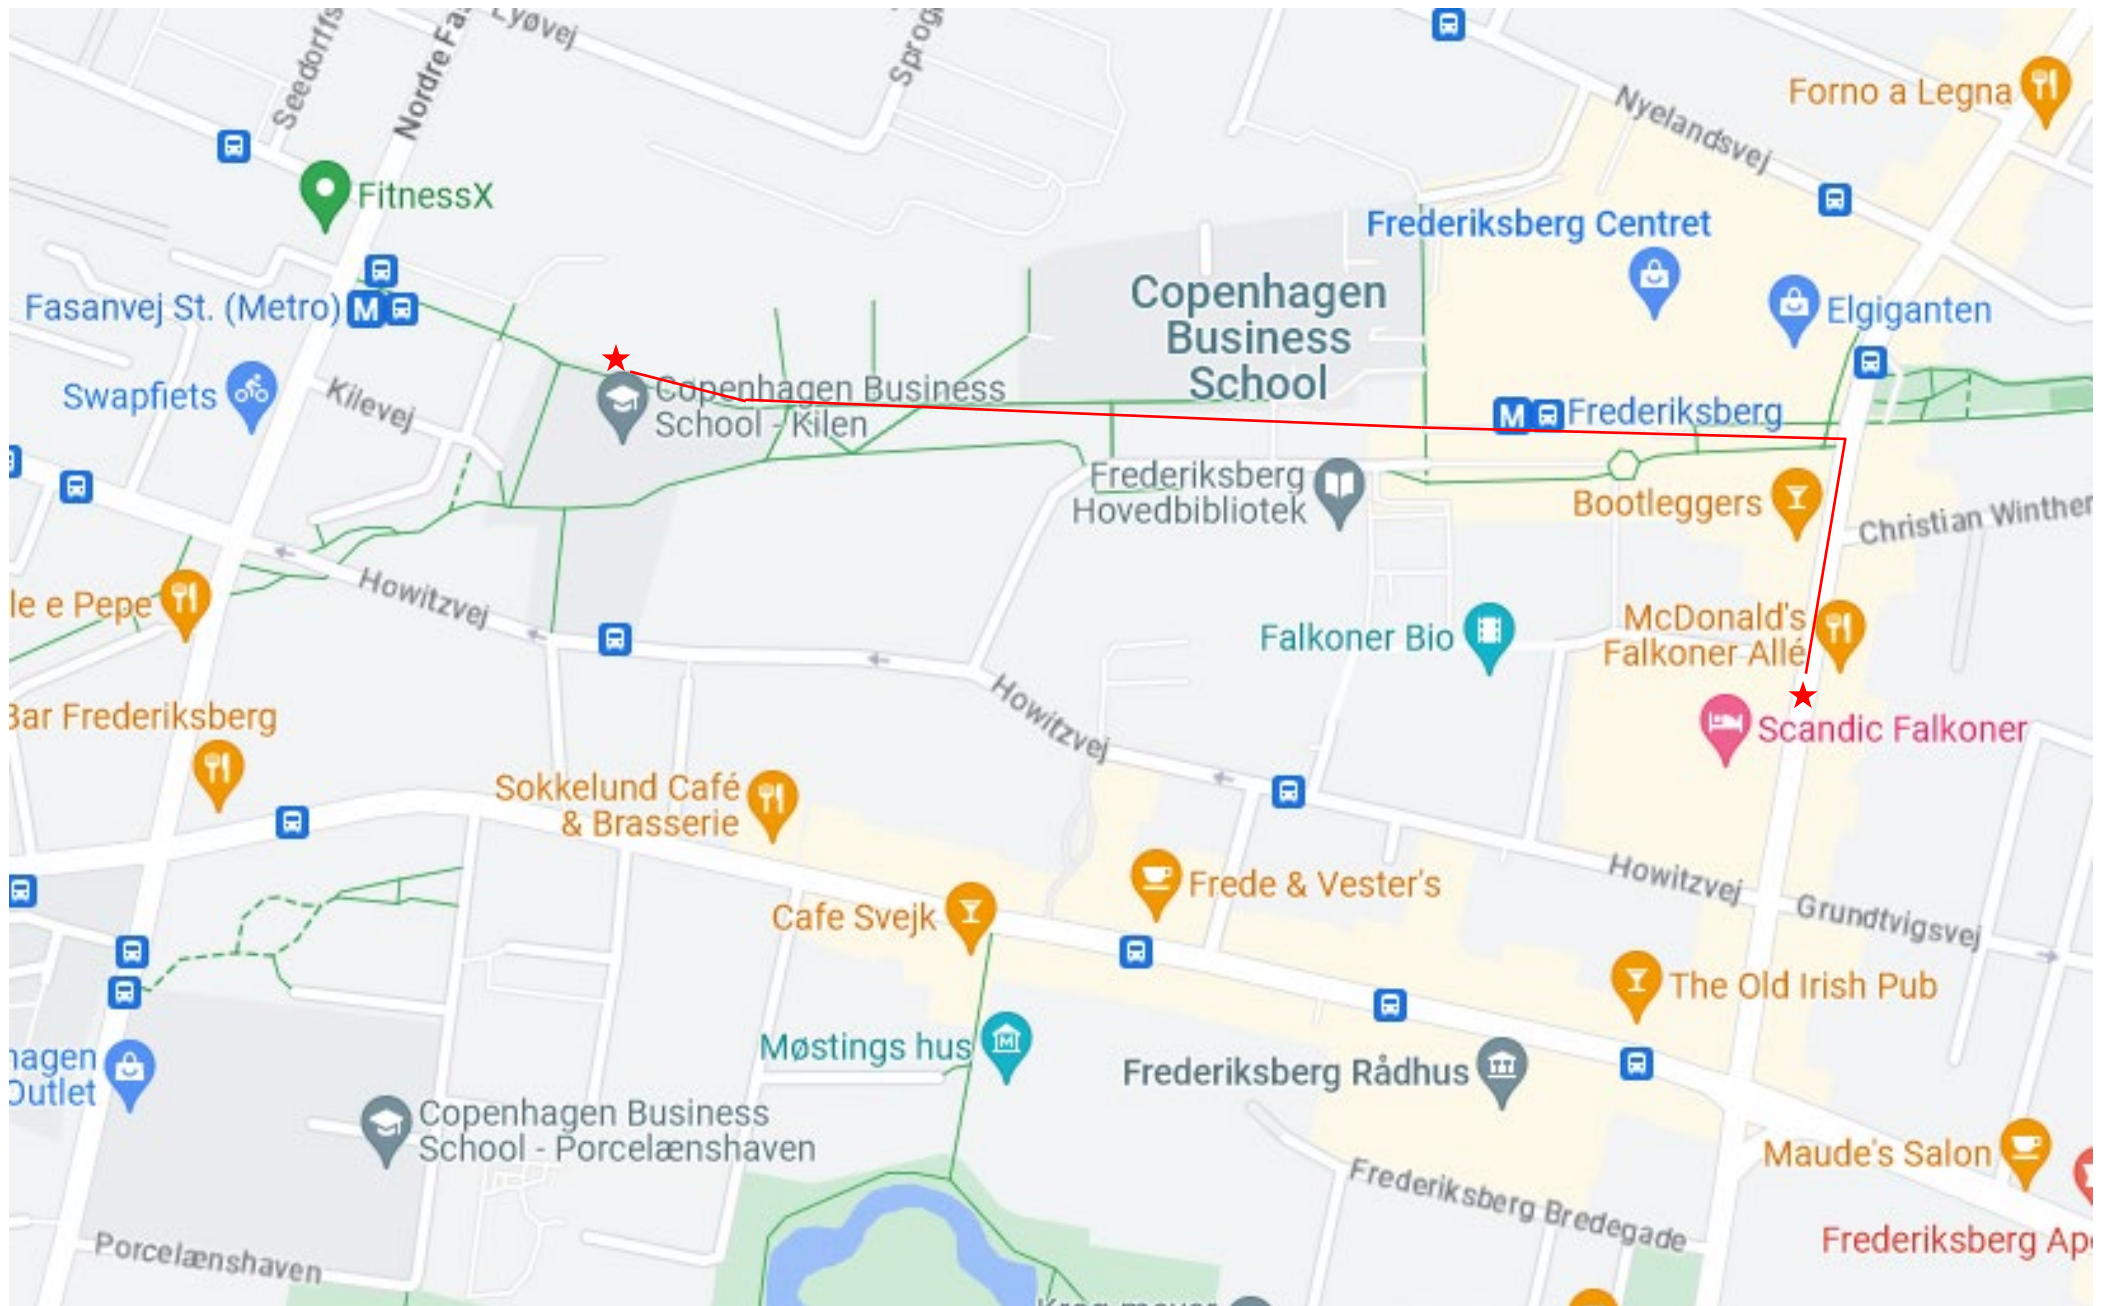 Lyøvej
Sprog
Seedorffs
Nordre Fa
Forno a Legna
Nyelandsvej
FitnessX
Frederiksberg Centret
Fasanvej St. (Metro)
M
Copenhagen
Business
School
Elgiganten
Swapfiets
Kilevej
Copenhagen Business
School - Kilen
M
Frederiksberg
Frederiksberg
Hovedbibliotek
Bootleggers
Christian Winther
Howitzvej
le e Pepe
McDonald's
Falkoner Allé
Falkoner Bio
Howitzvej
Bar Frederiksberg
Scandic Falkoner
Sokkelund Café
& Brasserie
Howitzvej
Frede & Vester's
Cafe Svejk
Grundtvigsvej
The Old Irish Pub
Møstings hus
M
Frederiksberg Rådhus
hagen
Outlet
Copenhagen Business
School - Porcelænshaven
Maude's Salon
Frederiksberg Bredegade
Porcelænshaven
Frederiksberg Ap